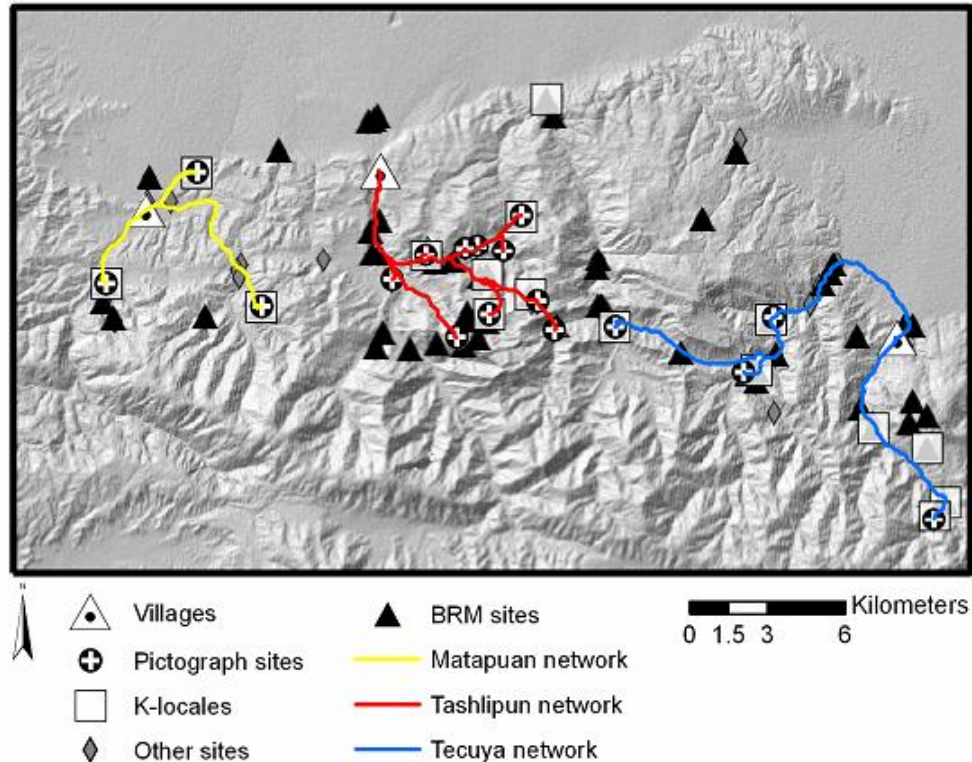 N
Villages
Pictograph sites
K-locales
Other sites
BRM sites
Matapuan network
Tashlipun network
Tecuya network
Kilometers
0 1.5 3 6